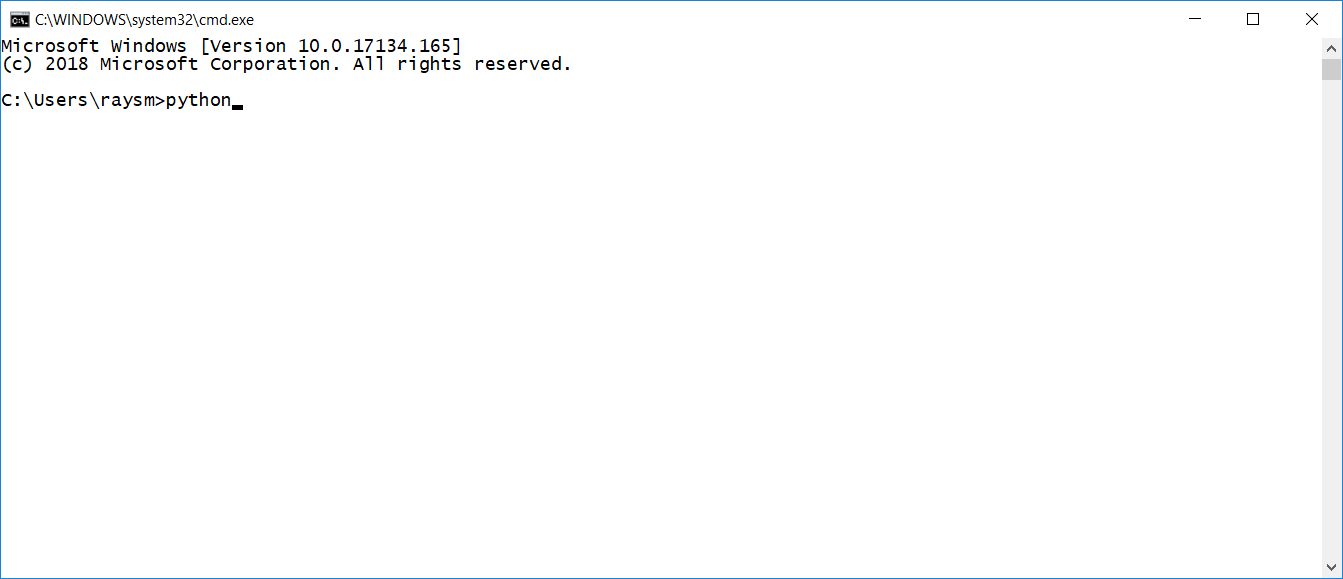 C:\WINDOWS\system32\cmd.exe
Microsoft Windows [Version 10.0.17134.165]
(c) 2018 Microsoft Corporation. All rights reserved.
C:\Users\raysm>python